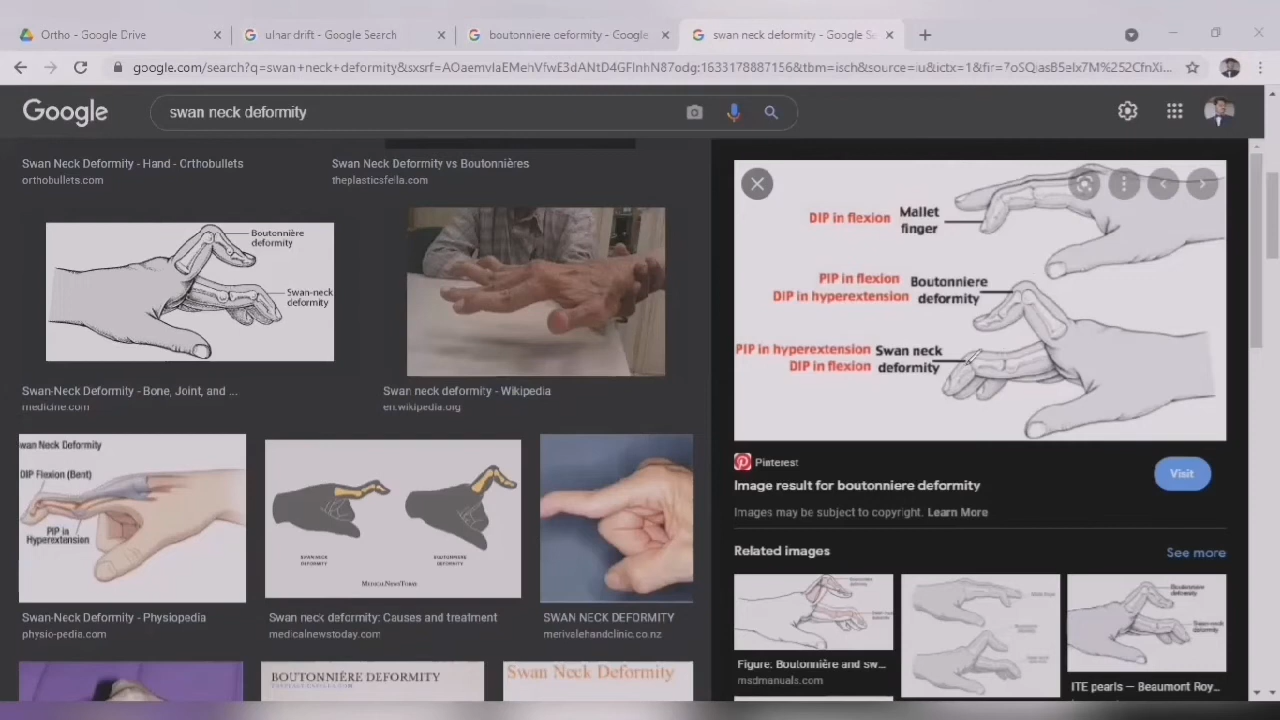 Ortho - Google Drive
ulnar drift - Google Search
boutonniere deformity - Google
swan neck deformity - Google Se
Google
swan neck deformity
Swan Neck Deformity - Hand - Orthobullets
orthobullets.com
Swan Neck Deformity vs Boutonnières
theplasticsfella.com
Boutonnière
deformity
Swan-neck
deformity
Swan-Neck Deformity - Bone, Joint, and ...
medicine.com
Swan neck deformity - Wikipedia
en.wikipedia.org
wan Neck Deformity
DIP Flexion (Bent)
PIP in
Hyperextension
Swan-Neck Deformity - Physiopedia
physio-pedia.com
SWAN NECK
DEFORMITY
BOUTONNIERE
DEFORMITY
MedicalNewsToday
Swan neck deformity: Causes and treatment
medicalnewstoday.com
SWAN NECK DEFORMITY
merivalehandclinic.co.nz
BOUTONNIÈRE DEFORMITY
THEPLASTICSFELLA.COM
Swan Neck Deformity
DIP in flexion Mallet
finger
PIP in flexion Boutonniere
DIP in hyperextension deformity
PIP in hyperextension Swan neck
DIP in flexion deformity
Pinterest
Visit
Image result for boutonniere deformity
Images may be subject to copyright. Learn More
Related images
See more
Figure: Boutonnière and sw...
msdmanuals.com
ITE pearls — Beaumont Roy...